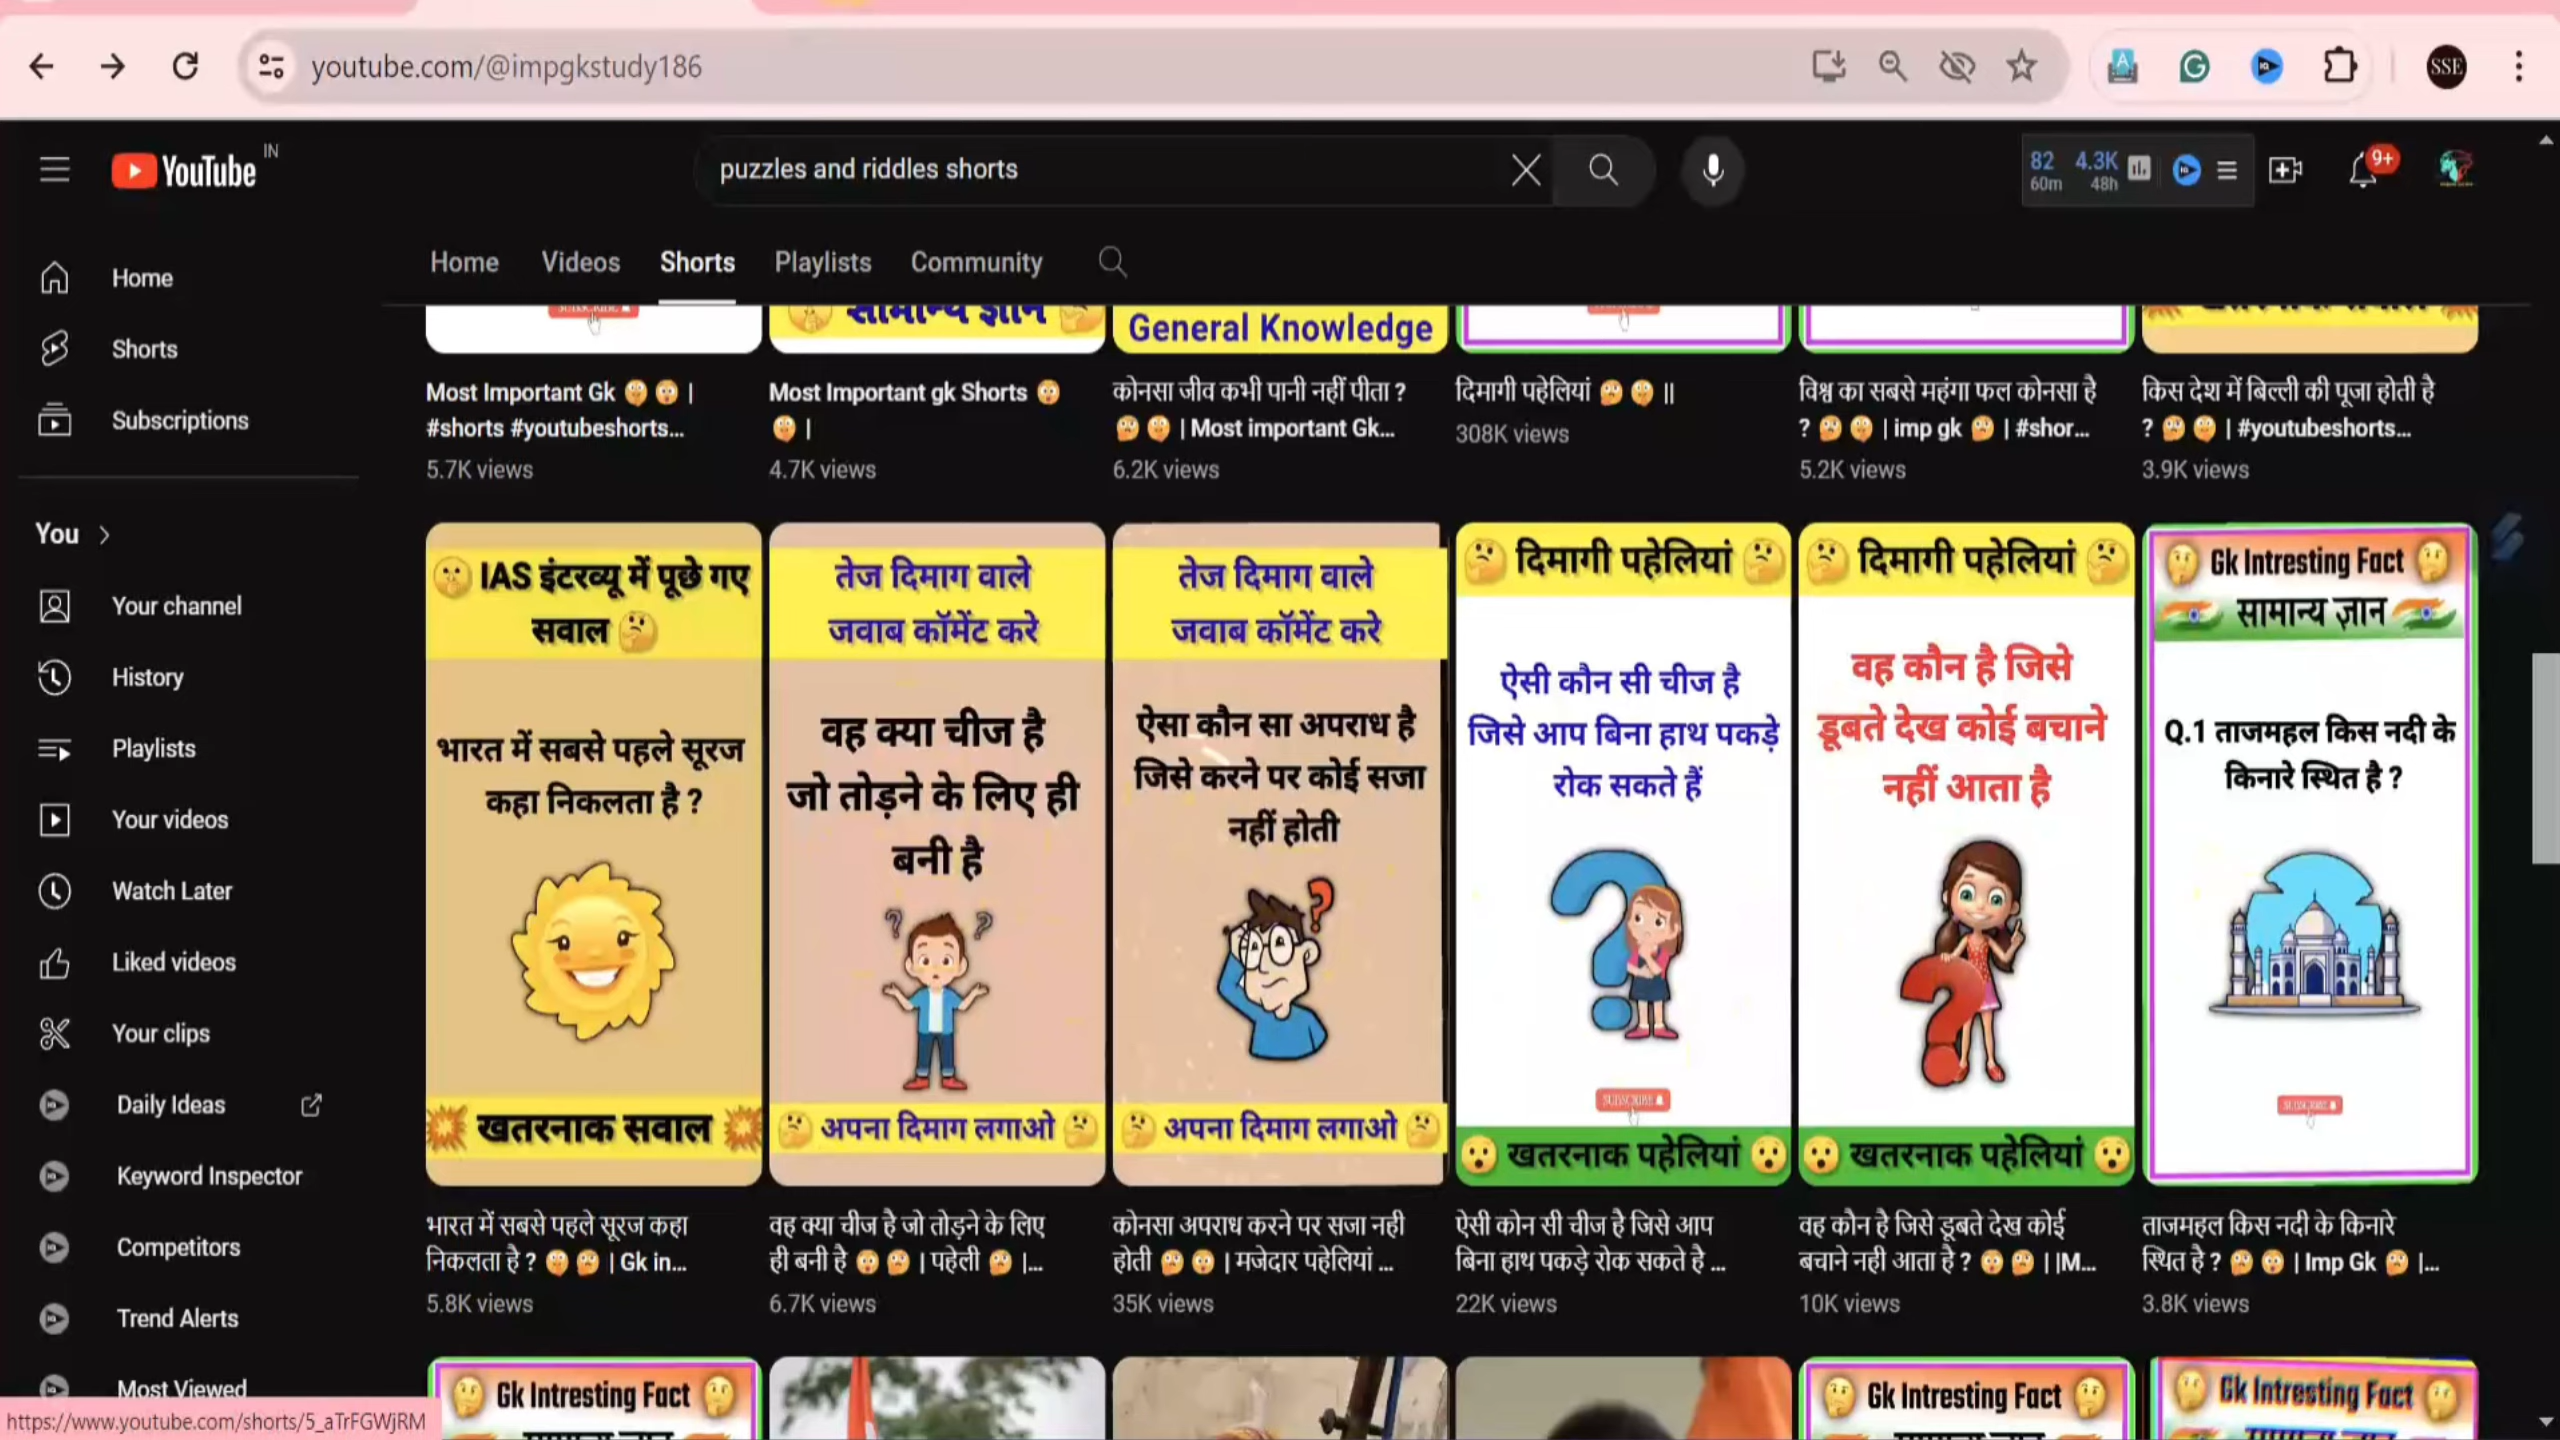 youtube.com/@impgkstudy186
SSE
YouTube IN
puzzles and riddles shorts
82 4.3K
60m 48h
9+
Home Videos Shorts Playlists Community
Home
Shorts
Subscriptions
You
Your channel
History
Playlists
Your videos
Watch Later
Liked videos
Your clips
Daily Ideas
Keyword Inspector
Competitors
Trend Alerts
Most Viewed
https://www.youtube.com/shorts/5_aTrFGWjRM
SUBSCRIBE
Most Important Gk 🤫😲 |
#shorts #youtubeshorts...
5.7K views
सामान्य ज्ञान
Most Important gk Shorts 😲
🤫 |
4.7K views
General Knowledge
कोनसा जीव कभी पानी नहीं पीता ?
🤔🤫 | Most important Gk...
6.2K views
दिमागी पहेलियां 🤔🤫 ||
308K views
विश्व का सबसे महंगा फल कोनसा है
? 🤔🤫 | imp gk 🤔 | #shor...
5.2K views
किस देश में बिल्ली की पूजा होती है
? 🤔🤫 | #youtubeshorts...
3.9K views
🤫 IAS इंटरव्यू में पूछे गए
सवाल 🤔
भारत में सबसे पहले सूरज
कहा निकलता है ?
💥 खतरनाक सवाल 💥
भारत में सबसे पहले सूरज कहा
निकलता है ? 🤫🤔 | Gk in...
5.8K views
तेज दिमाग वाले
जवाब कॉमेंट करे
वह क्या चीज है
जो तोड़ने के लिए ही
बनी है
🤔 अपना दिमाग लगाओ 🤔
वह क्या चीज है जो तोड़ने के लिए
ही बनी है 😲🤔 | पहेली 🤔 |...
6.7K views
तेज दिमाग वाले
जवाब कॉमेंट करे
ऐसा कौन सा अपराध है
जिसे करने पर कोई सजा
नहीं होती
🤔 अपना दिमाग लगाओ 🤔
कोनसा अपराध करने पर सजा नही
होती 🤔😲 | मजेदार पहेलियां ...
35K views
🤔 दिमागी पहेलियां 🤔
ऐसी कौन सी चीज है
जिसे आप बिना हाथ पकड़े
रोक सकते हैं
SUBSCRIBE
😮 खतरनाक पहेलियां 😮
ऐसी कोन सी चीज है जिसे आप
बिना हाथ पकड़े रोक सकते है ...
22K views
🤔 दिमागी पहेलियां 🤔
वह कौन है जिसे
डूबते देख कोई बचाने
नहीं आता है
😮 खतरनाक पहेलियां 😮
वह कौन है जिसे डूबते देख कोई
बचाने नही आता है ? 😲🤔 | |M...
10K views
🤔 Gk Intresting Fact 🤔
सामान्य ज्ञान
Q.1 ताजमहल किस नदी के
किनारे स्थित है ?
SUBSCRIBE
ताजमहल किस नदी के किनारे
स्थित है ? 🤔😲 | Imp Gk 🤔 |...
3.8K views
🤔 Gk Intresting Fact 🤔
🤔 Gk Intresting Fact 🤔
🤔 Gk Intresting Fact 🤔